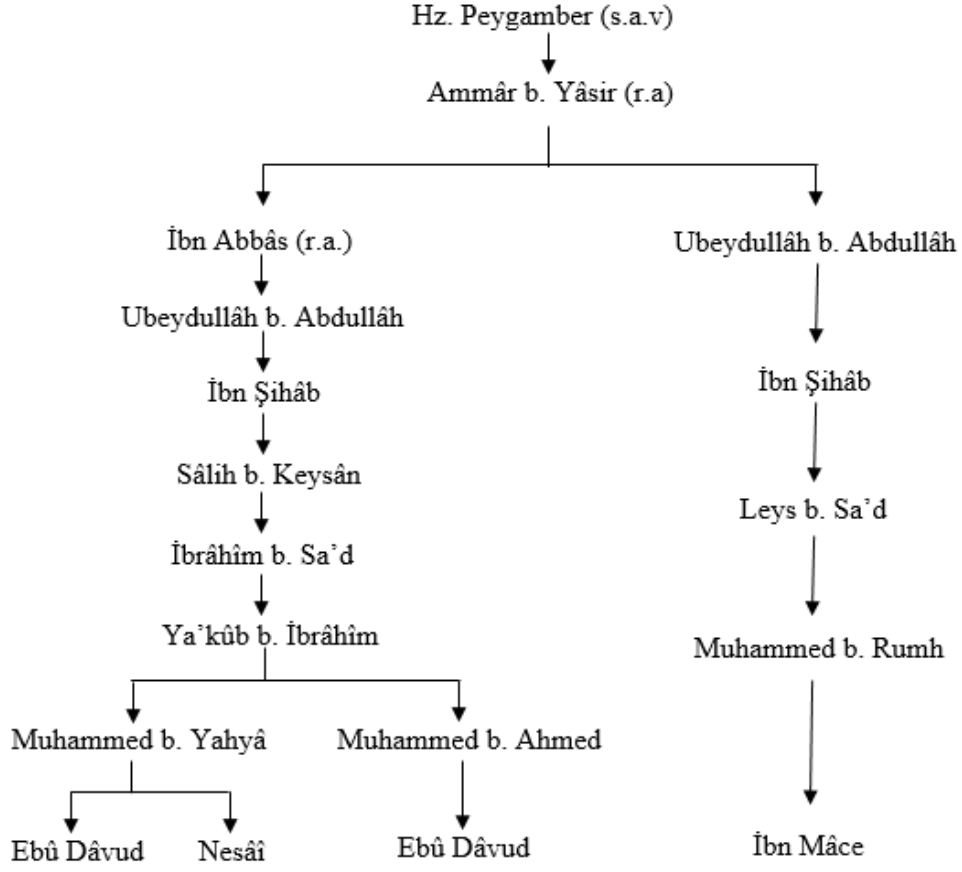 Hz. Peygamber (s.a.v)
Ammâr b. Yâsir (r.a)
İbn Abbâs (r.a.)
Ubeydullâh b. Abdullâh
Ubeydullâh b. Abdullâh
İbn Şihâb
İbn Şihâb
Sâlih b. Keysân
Leys b. Sa’d
İbrâhîm b. Sa’d
Ya’kûb b. İbrâhîm
Muhammed b. Rumh
Muhammed b. Yahyâ
Muhammed b. Ahmed
Ebû Dâvud
Nesâî
Ebû Dâvud
İbn Mâce